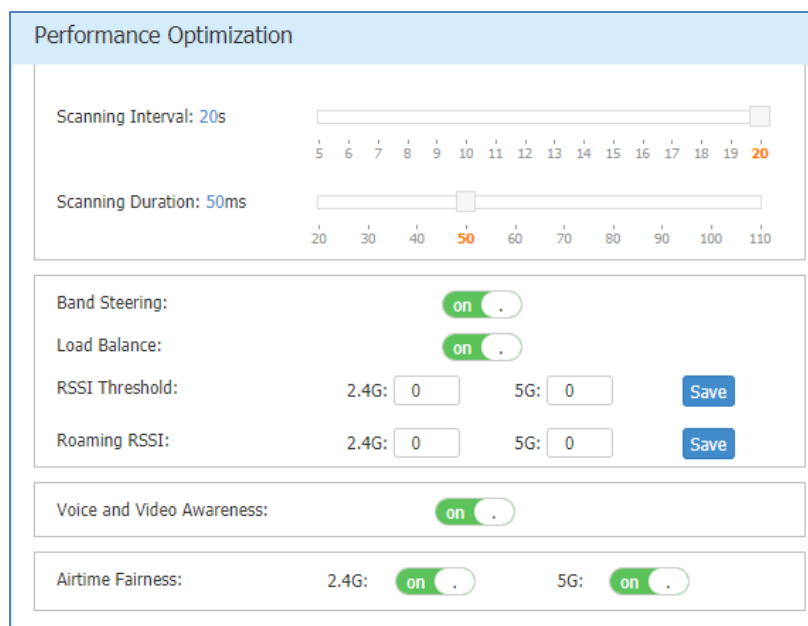 Performance Optimization
Scanning Interval: 20s
5 6 7 8 9 10 11 12 13 14 15 16 17 18 19 20
Scanning Duration: 50ms
20 30 40 50 60 70 80 90 100 110
Band Steering: on .
Load Balance: on .
RSSI Threshold: 2.4G: 0 5G: 0 Save
Roaming RSSI: 2.4G: 0 5G: 0 Save
Voice and Video Awareness: on .
Airtime Fairness: 2.4G: on . 5G: on .